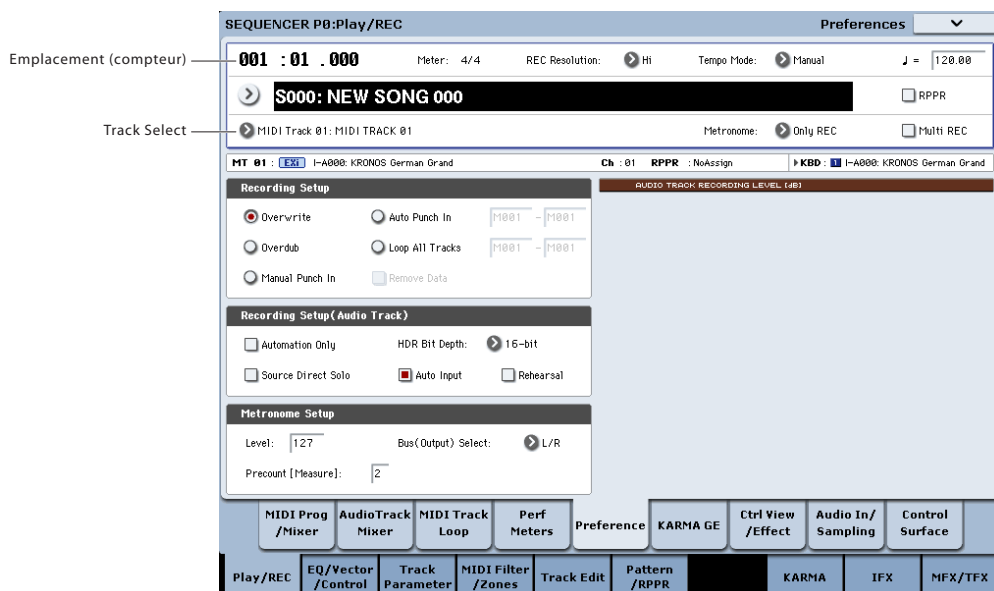 SEQUENCER P0:Play/REC Preferences
Emplacement (compteur) 001 :01 .000 Meter: 4/4 REC Resolution: Hi Tempo Mode: Manual ♩ = 120.00
S000: NEW SONG 000 RPPR
Track Select MIDI Track 01: MIDI TRACK 01 Metronome: Only REC Multi REC
MT 01 : EXi I-A000: KRONOS German Grand Ch :01 RPPR : NoAssign KBD : 1 I-A000: KRONOS German Grand
Recording Setup
AUDIO TRACK RECORDING LEVEL [dB]
Overwrite Auto Punch In M001 - M001
Overdub Loop All Tracks M001 - M001
Manual Punch In Remove Data
Recording Setup(Audio Track)
Automation Only HDR Bit Depth: 16-bit
Source Direct Solo Auto Input Rehearsal
Metronome Setup
Level: 127 Bus(Output) Select: L/R
Precount [Measure]: 2
MIDI Prog /Mixer AudioTrack Mixer MIDI Track Loop Perf Meters Preference KARMA GE Ctrl View /Effect Audio In/ Sampling Control Surface
Play/REC EQ/Vector /Control Track Parameter MIDI Filter /Zones Track Edit Pattern /RPPR KARMA IFX MFX/TFX